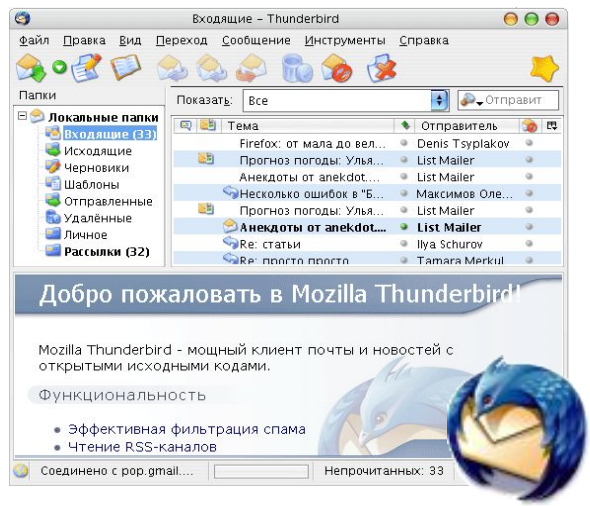 Входящие – Thunderbird
Файл Правка Вид Переход Сообщение Инструменты Справка
Папки
Показать: Все Отправит
Локальные папки
Входящие (33)
Исходящие
Черновики
Шаблоны
Отправленные
Удалённые
Личное
Рассылки (32)
Тема Отправитель
Firefox: от мала до вел... Denis Tsyplakov
Прогноз погоды: Улья... List Mailer
Анекдоты от anekdot.... List Mailer
Несколько ошибок в "Б... Максимов Оле...
Прогноз погоды: Улья... List Mailer
Анекдоты от anekdot.... List Mailer
Re: статьи Ilya Schurov
Re: просто просто Tamara Merkul
Добро пожаловать в Mozilla Thunderbird!
Mozilla Thunderbird - мощный клиент почты и новостей с
открытыми исходными кодами.
Функциональность
Эффективная фильтрация спама
Чтение RSS-каналов
Соединено с pop.gmail.... Непрочитанных: 33